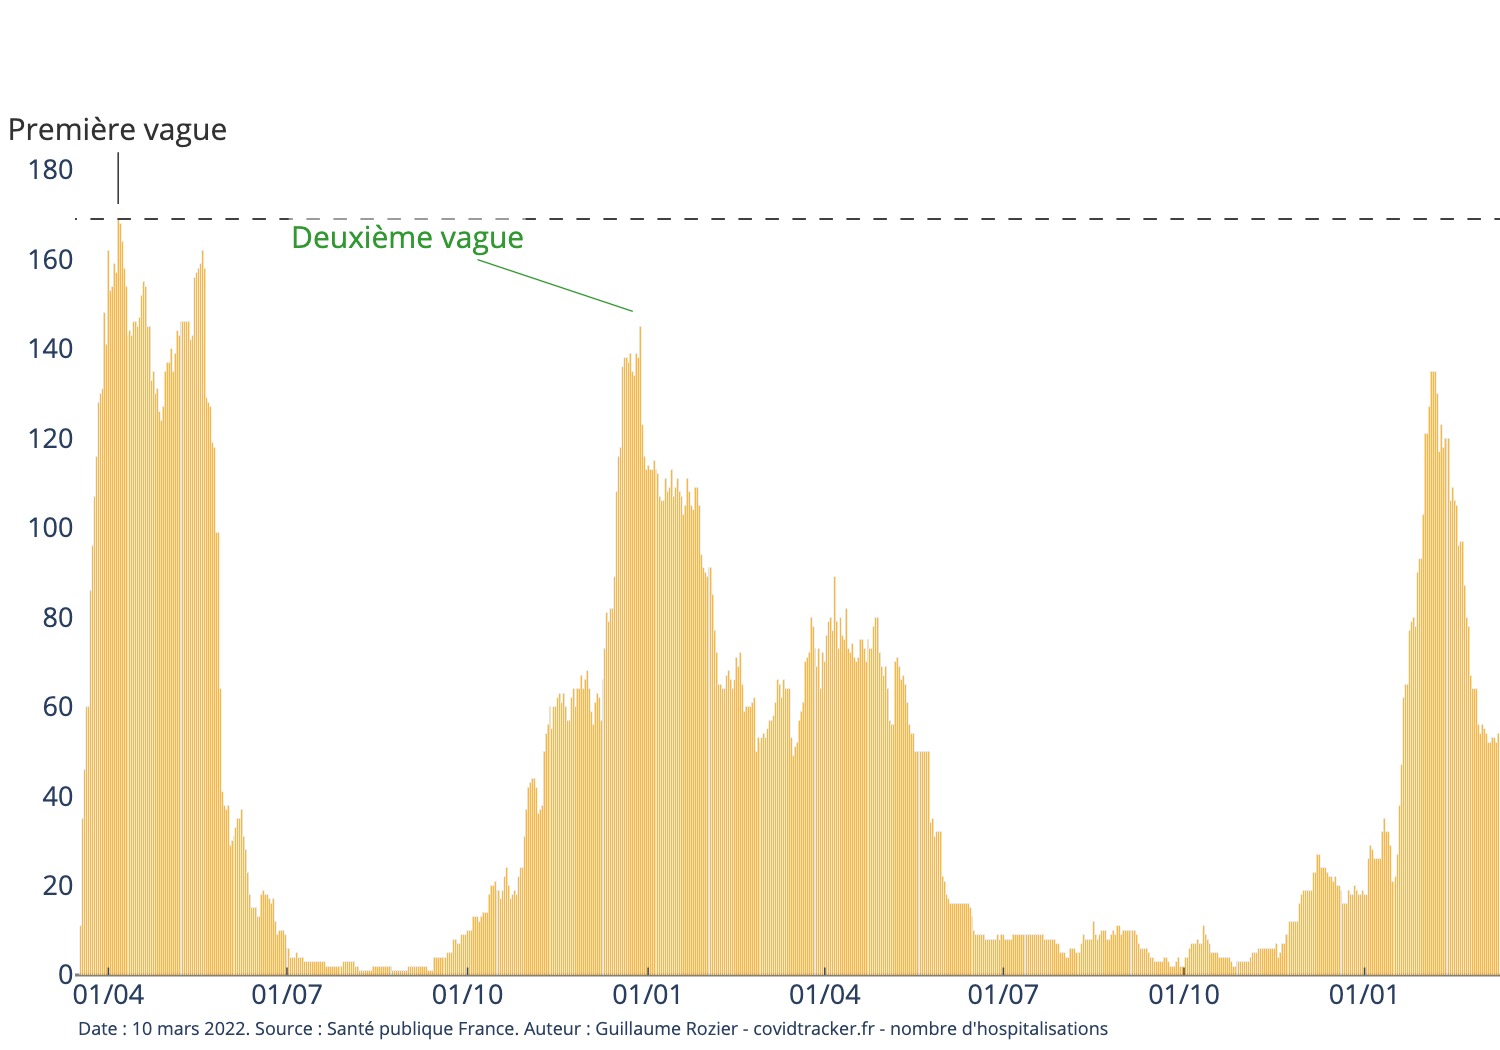 Première vague
180
Deuxième vague
160
140
120
100
80
60
40
20
0
01/04 01/07 01/10 01/01 01/04 01/07 01/10 01/01
Date : 10 mars 2022. Source : Santé publique France. Auteur : Guillaume Rozier - covidtracker.fr - nombre d'hospitalisations